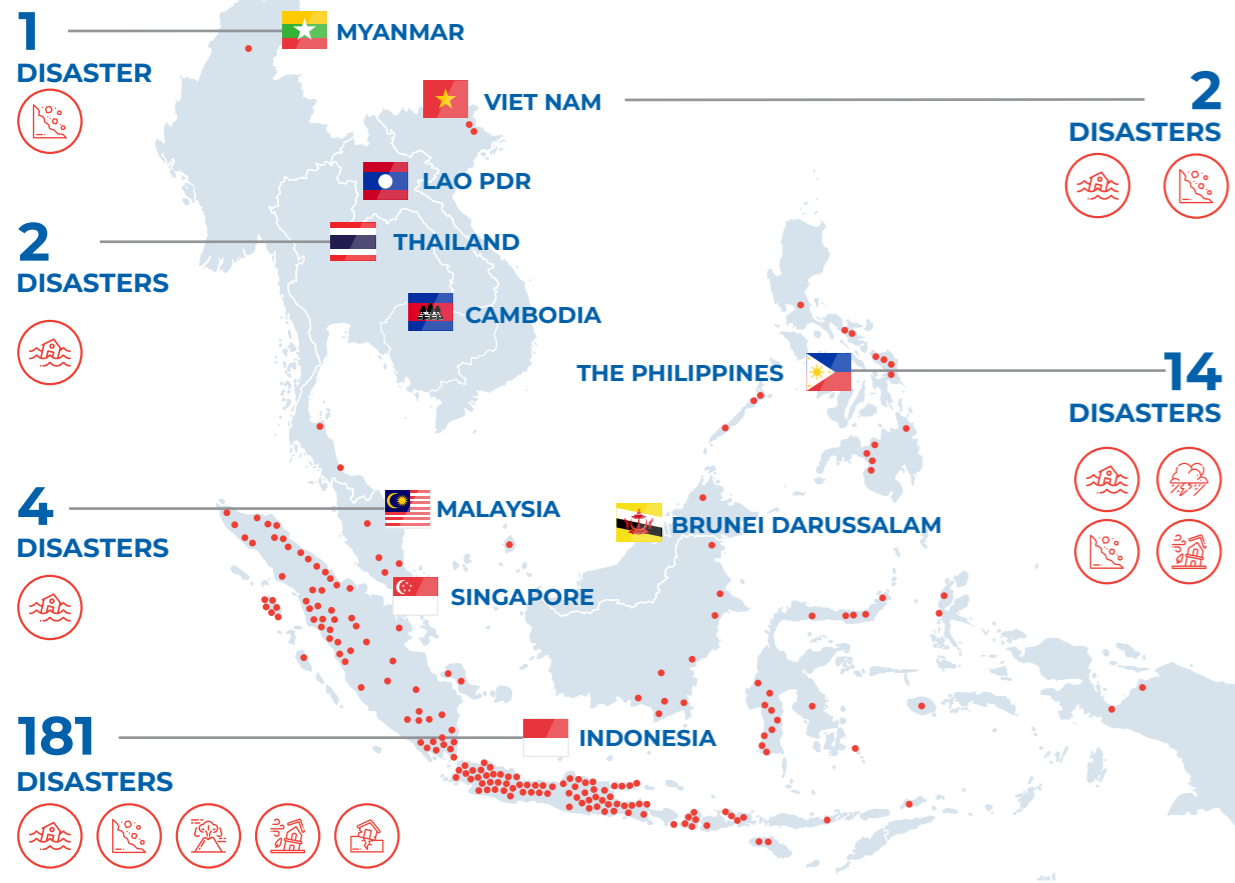 1
DISASTER
MYANMAR
VIET NAM
2
DISASTERS
LAO PDR
2
DISASTERS
THAILAND
CAMBODIA
THE PHILIPPINES
14
DISASTERS
4
DISASTERS
MALAYSIA
BRUNEI DARUSSALAM
SINGAPORE
181
DISASTERS
INDONESIA